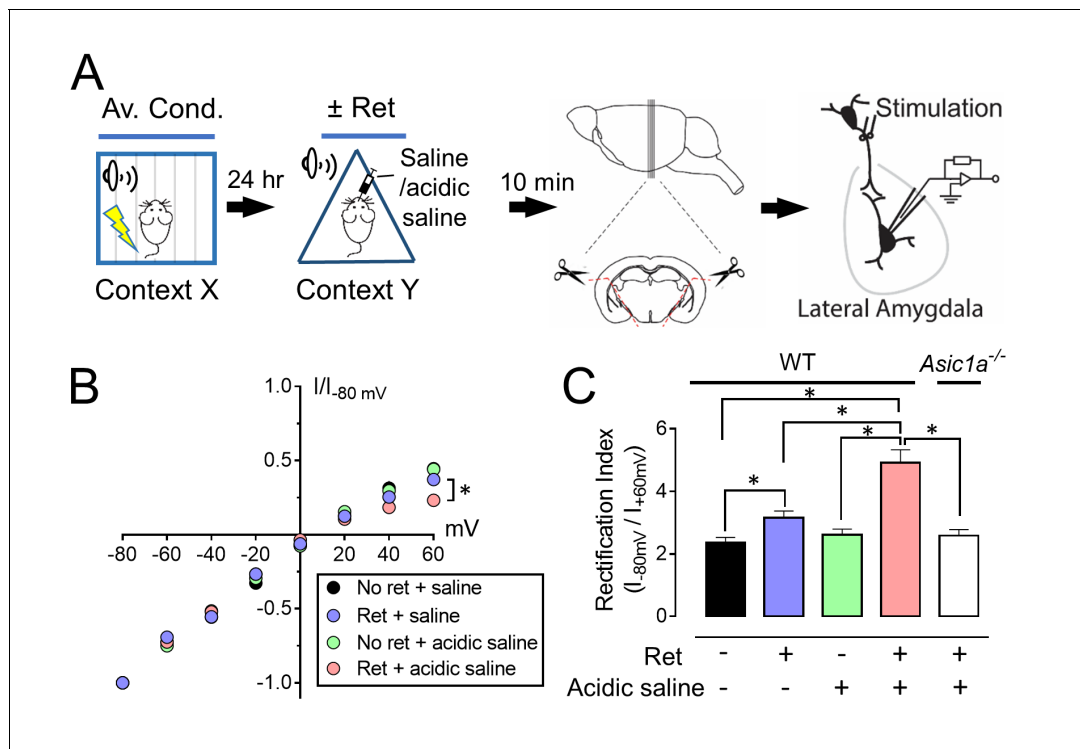 A
Av. Cond.
± Ret
Stimulation
24 hr
Saline
/acidic
saline
10 min
Context X
Context Y
Lateral Amygdala
B
I/I-80 mV
1.0
0.5
mV
-80 -60 -40 -20 20 40 60
-0.5
-1.0
No ret + saline
Ret + saline
No ret + acidic saline
Ret + acidic saline
*
C
WT
Asic1a-/-
*
*
*
*
*
Rectification Index
(I-80mV / I+60mV)
6
4
2
0
Ret - + - + +
Acidic saline - - + + +